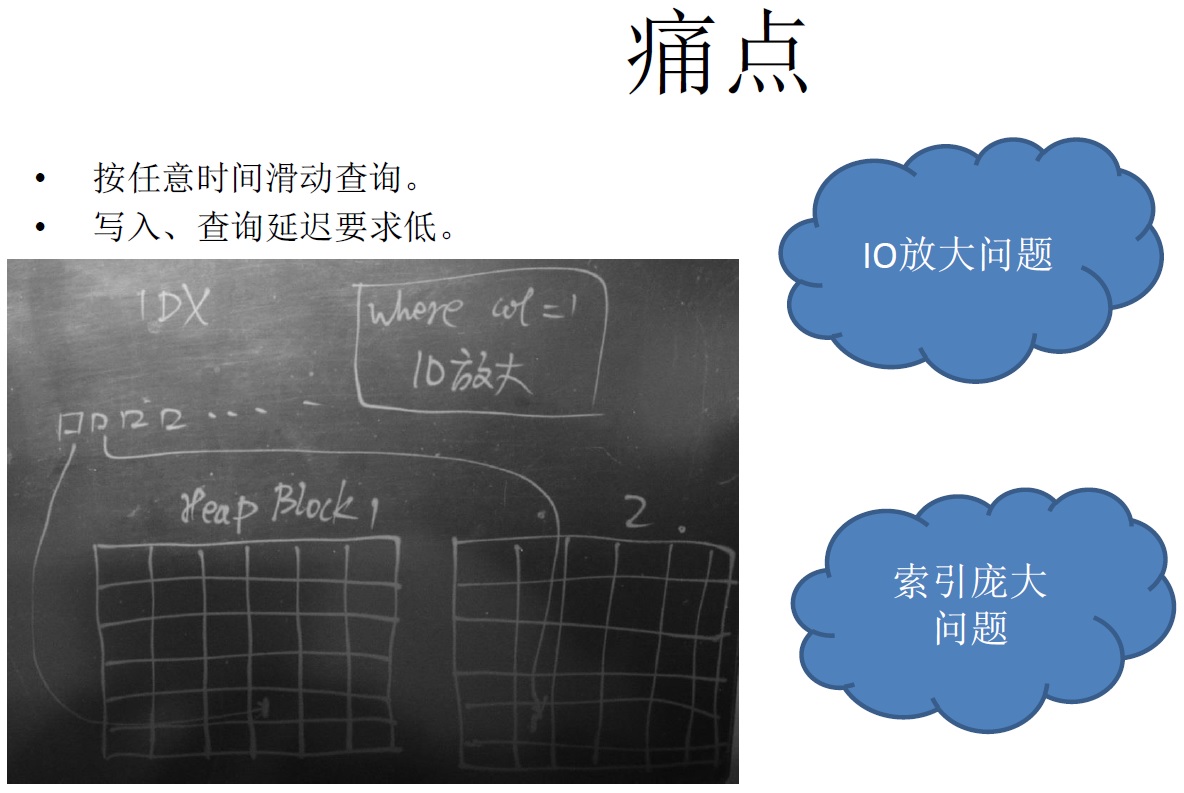 痛点
• 按任意时间滑动查询。
• 写入、查询延迟要求低。
IO放大问题
IDX
where col = 1
IO放大
Heap Block 1
2
索引庞大
问题